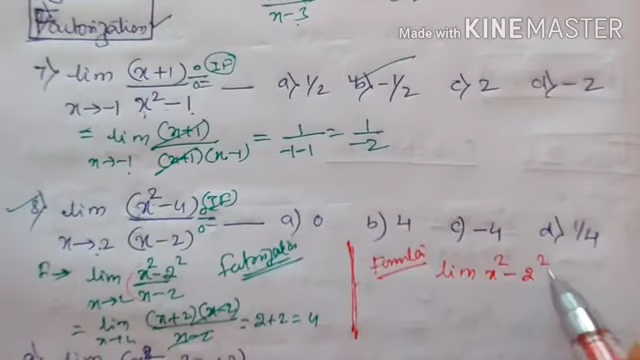 x-3
Made with KINEMASTER
Factorization
7) lim (x+1)/(x²-1) 0/0 (IF) — a) 1/2 b) -1/2 c) 2 d) -2
x→-1
= lim (x+1)/((x+1)(x-1)) = 1/(-1-1) = 1/-2
x→-1
8) lim (x²-4)/(x-2) 0/0 (IF) — a) 0 b) 4 c) -4 d) 1/4
x→2
F→ lim (x²-2²)/(x-2) factorization
x→2
= lim ((x+2)(x-2))/(x-2) = 2+2 = 4
Formula lim x²-2²